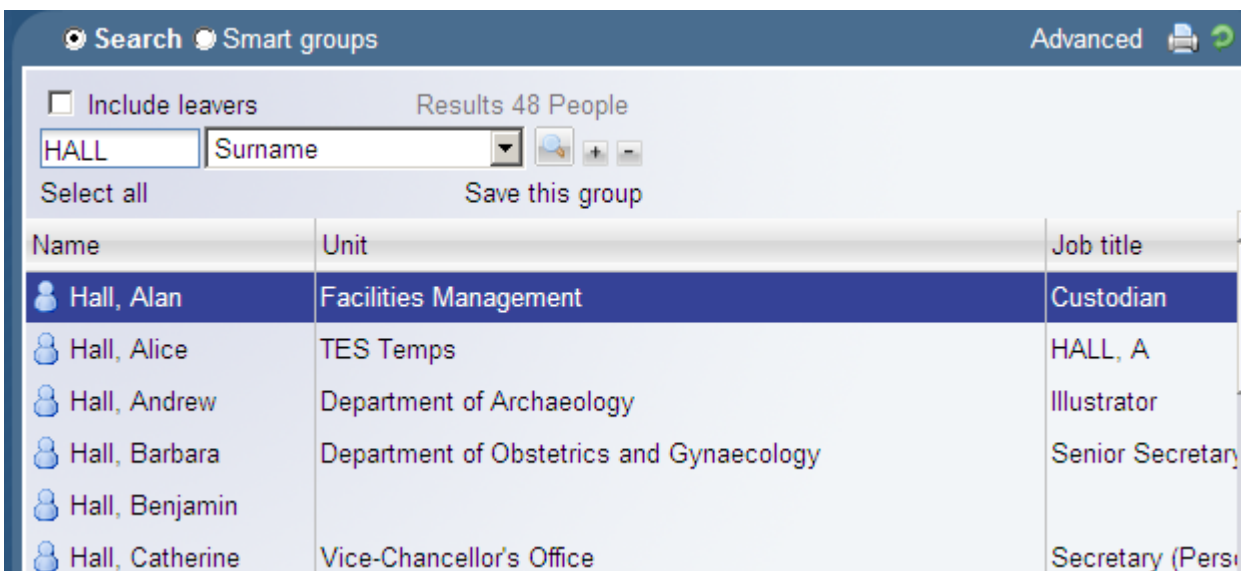 Search Smart groups Advanced
Include leavers Results 48 People
HALL Surname + -
Select all Save this group
Name Unit Job title
Hall, Alan Facilities Management Custodian
Hall, Alice TES Temps HALL, A
Hall, Andrew Department of Archaeology Illustrator
Hall, Barbara Department of Obstetrics and Gynaecology Senior Secretary
Hall, Benjamin
Hall, Catherine Vice-Chancellor's Office Secretary (Pers